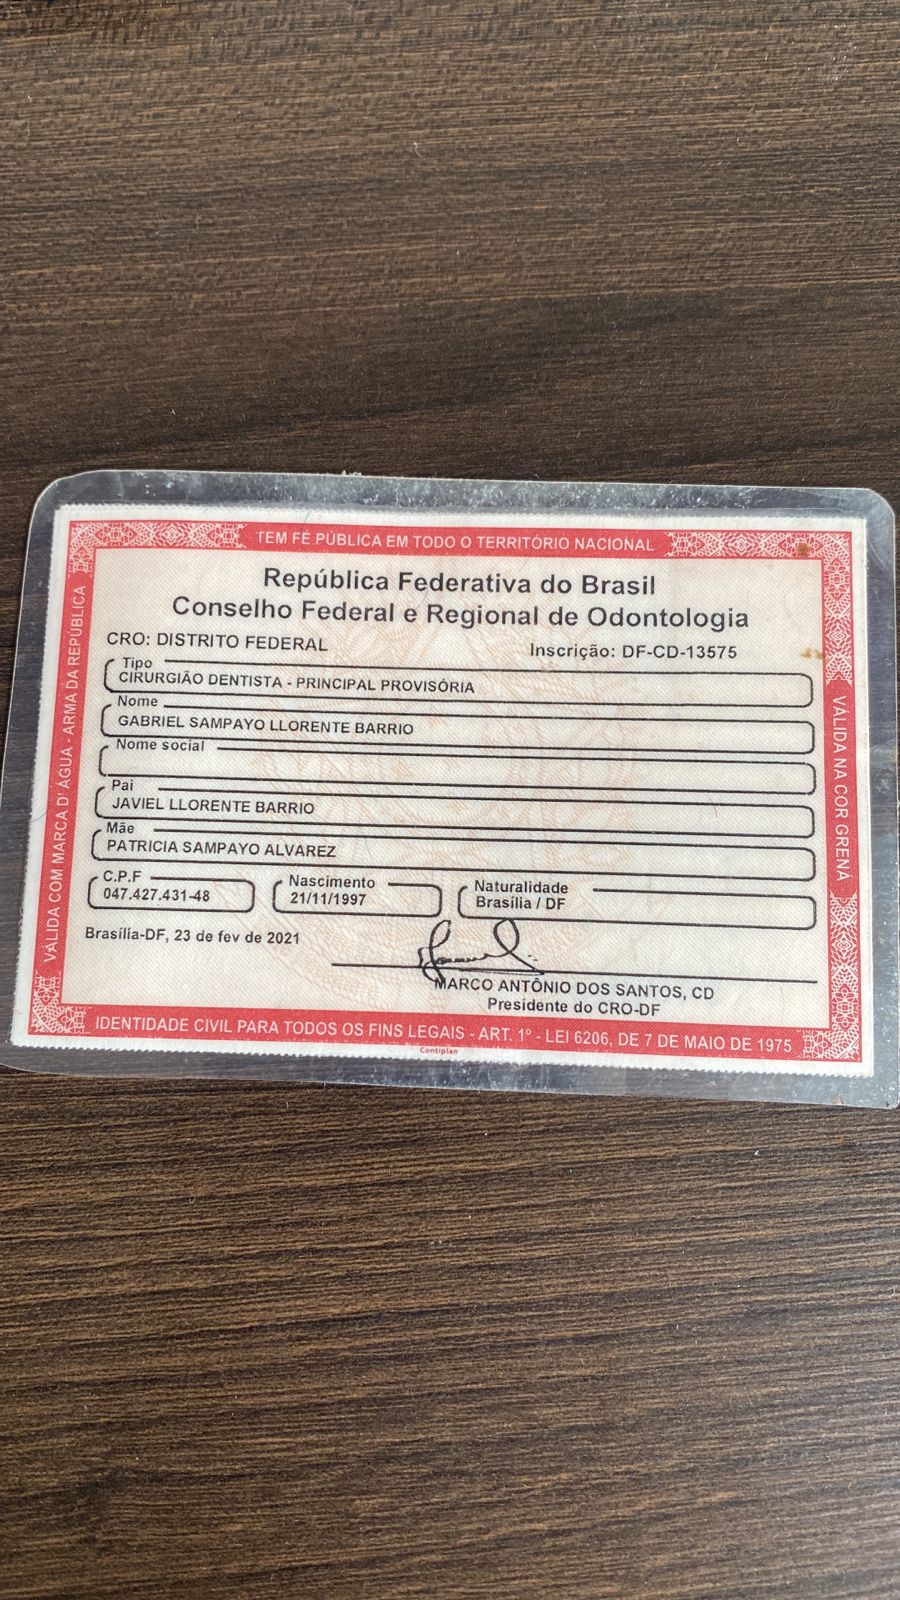 TEM FÉ PÚBLICA EM TODO O TERRITÓRIO NACIONAL
República Federativa do Brasil
Conselho Federal e Regional de Odontologia
CRO: DISTRITO FEDERAL
Inscrição: DF-CD-13575
Tipo
CIRURGIÃO DENTISTA - PRINCIPAL PROVISÓRIA
Nome
GABRIEL SAMPAYO LLORENTE BARRIO
Nome social
Pai
JAVIEL LLORENTE BARRIO
Mãe
PATRICIA SAMPAYO ALVAREZ
C.P.F
047.427.431-48
Nascimento
21/11/1997
Naturalidade
Brasília / DF
Brasília-DF, 23 de fev de 2021
MARCO ANTÔNIO DOS SANTOS, CD
Presidente do CRO-DF
IDENTIDADE CIVIL PARA TODOS OS FINS LEGAIS - ART. 1º - LEI 6206, DE 7 DE MAIO DE 1975
Contiplan
VÁLIDA COM MARCA D' ÁGUA - ARMA DA REPÚBLICA
VÁLIDA NA COR GRENÁ